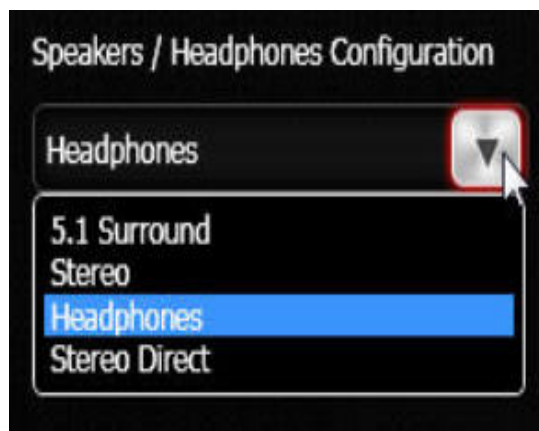 Speakers / Headphones Configuration
Headphones
5.1 Surround
Stereo
Headphones
Stereo Direct